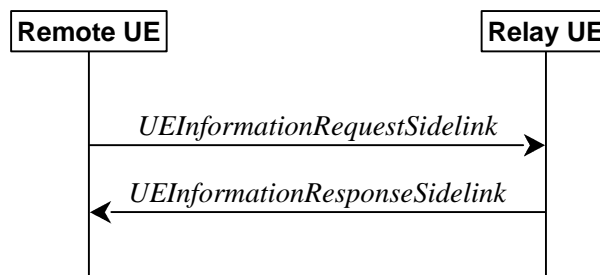 Remote UE
Relay UE
UEInformationRequestSidelink
UEInformationResponseSidelink